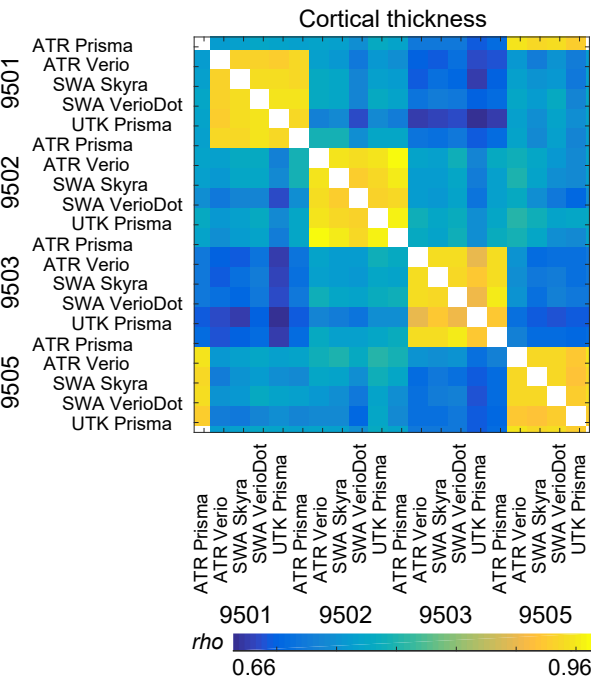 Cortical thickness
9501
ATR Prisma
ATR Verio
SWA Skyra
SWA VerioDot
UTK Prisma
9502
ATR Prisma
ATR Verio
SWA Skyra
SWA VerioDot
UTK Prisma
9503
ATR Prisma
ATR Verio
SWA Skyra
SWA VerioDot
UTK Prisma
9505
ATR Prisma
ATR Verio
SWA Skyra
SWA VerioDot
UTK Prisma
ATR Prisma
ATR Verio
SWA Skyra
SWA VerioDot
UTK Prisma
ATR Prisma
ATR Verio
SWA Skyra
SWA VerioDot
UTK Prisma
ATR Prisma
ATR Verio
SWA Skyra
SWA VerioDot
UTK Prisma
ATR Prisma
ATR Verio
SWA Skyra
SWA VerioDot
UTK Prisma
9501 9502 9503 9505
rho
0.66 0.96